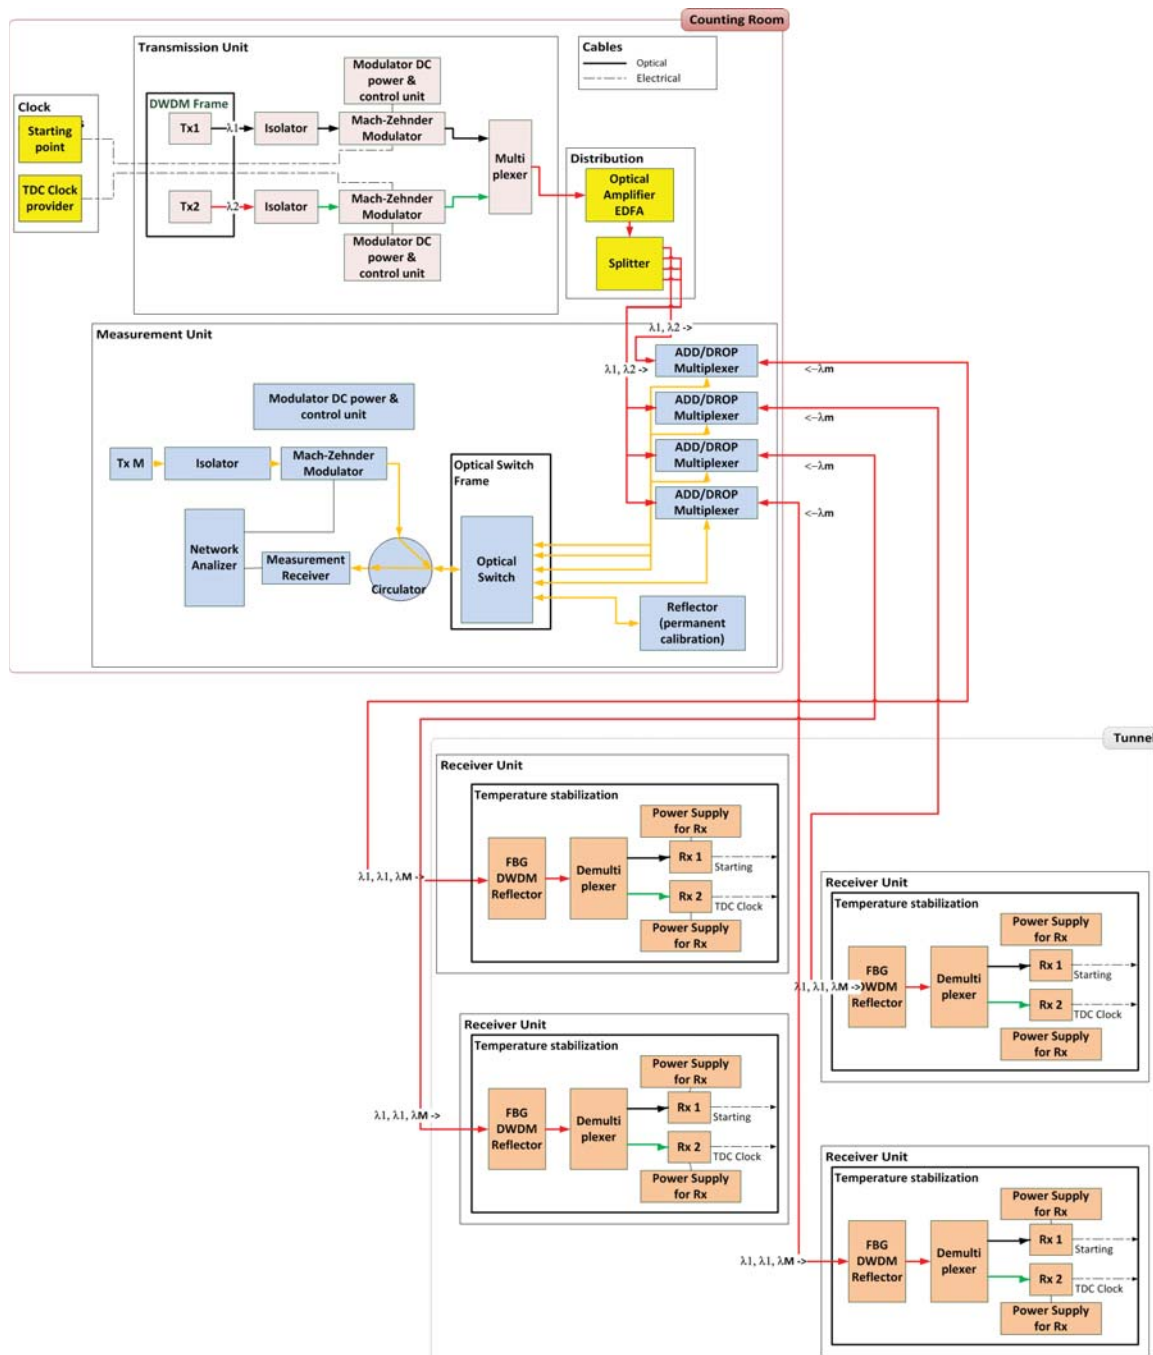 Counting Room
Transmission Unit
Cables
Optical
Electrical
Clock
s
Starting
point
TDC Clock
provider
DWDM Frame
Tx1
λ1
Isolator
Modulator DC
power &
control unit
Mach-Zehnder
Modulator
Multi
plexer
Tx2
λ2
Isolator
Mach-Zehnder
Modulator
Modulator DC
power &
control unit
Distribution
Optical
Amplifier
EDFA
Splitter
Measurement Unit
λ1, λ2 ->
λ1, λ2 ->
ADD/DROP
Multiplexer
<−λm
ADD/DROP
Multiplexer
<−λm
ADD/DROP
Multiplexer
<−λm
ADD/DROP
Multiplexer
<−λm
Modulator DC power &
control unit
Tx M
Isolator
Mach-Zehnder
Modulator
Optical Switch
Frame
Network
Analizer
Measurement
Receiver
Circulator
Optical
Switch
Reflector
(permanent
calibration)
Tunnel
Receiver Unit
Temperature stabilization
Power Supply
for Rx
λ1, λ1, λM ->
FBG
DWDM
Reflector
Demulti
plexer
Rx 1
Starting
Rx 2
TDC Clock
Power Supply
for Rx
Receiver Unit
Temperature stabilization
Power Supply
for Rx
λ1, λ1, λM ->
FBG
DWDM
Reflector
Demulti
plexer
Rx 1
Starting
Rx 2
TDC Clock
Power Supply
for Rx
Receiver Unit
Temperature stabilization
Power Supply
for Rx
λ1, λ1, λM ->
FBG
DWDM
Reflector
Demulti
plexer
Rx 1
Starting
Rx 2
TDC Clock
Power Supply
for Rx
Receiver Unit
Temperature stabilization
Power Supply
for Rx
λ1, λ1, λM ->
FBG
DWDM
Reflector
Demulti
plexer
Rx 1
Starting
Rx 2
TDC Clock
Power Supply
for Rx